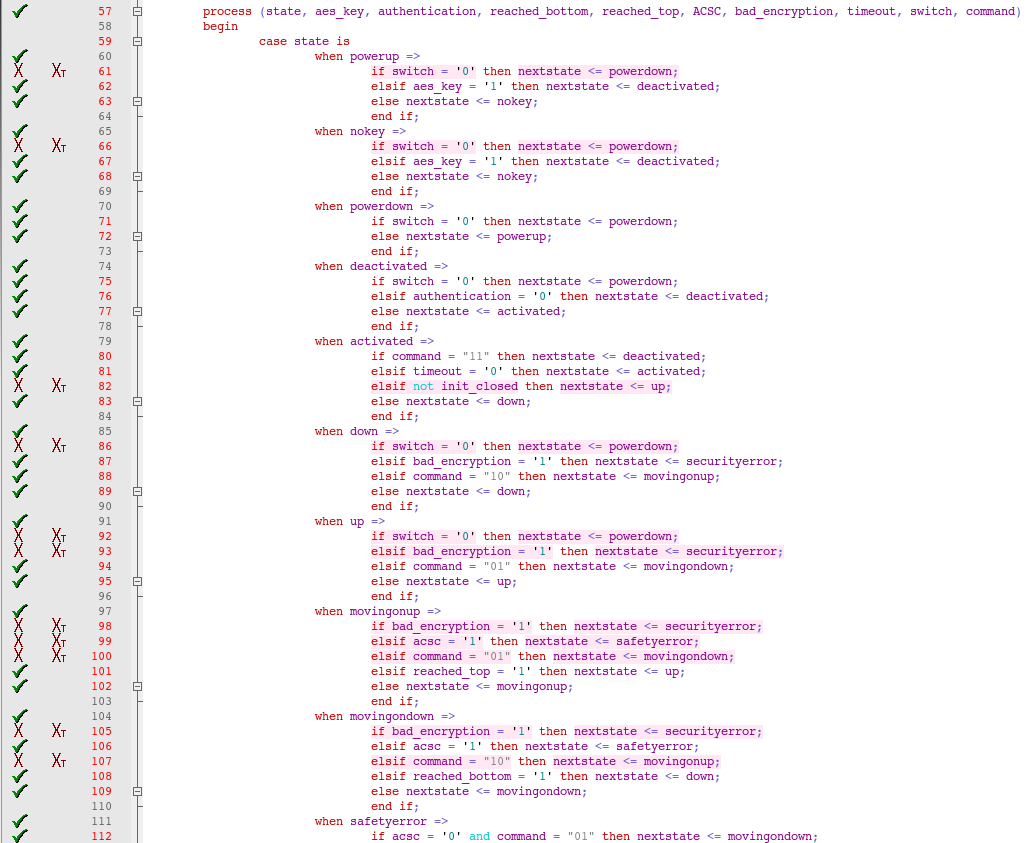 57 process (state, aes_key, authentication, reached_bottom, reached_top, ACSC, bad_encryption, timeout, switch, command)
58 begin
59 case state is
60 when powerup =>
X XT 61 if switch = '0' then nextstate <= powerdown;
62 elsif aes_key = '1' then nextstate <= deactivated;
63 else nextstate <= nokey;
64 end if;
65 when nokey =>
X XT 66 if switch = '0' then nextstate <= powerdown;
67 elsif aes_key = '1' then nextstate <= deactivated;
68 else nextstate <= nokey;
69 end if;
70 when powerdown =>
71 if switch = '0' then nextstate <= powerdown;
72 else nextstate <= powerup;
73 end if;
74 when deactivated =>
75 if switch = '0' then nextstate <= powerdown;
76 elsif authentication = '0' then nextstate <= deactivated;
77 else nextstate <= activated;
78 end if;
79 when activated =>
80 if command = "11" then nextstate <= deactivated;
81 elsif timeout = '0' then nextstate <= activated;
X XT 82 elsif not init_closed then nextstate <= up;
83 else nextstate <= down;
84 end if;
85 when down =>
X XT 86 if switch = '0' then nextstate <= powerdown;
87 elsif bad_encryption = '1' then nextstate <= securityerror;
88 elsif command = "10" then nextstate <= movingonup;
89 else nextstate <= down;
90 end if;
91 when up =>
X XT 92 if switch = '0' then nextstate <= powerdown;
X XT 93 elsif bad_encryption = '1' then nextstate <= securityerror;
94 elsif command = "01" then nextstate <= movingondown;
95 else nextstate <= up;
96 end if;
97 when movingonup =>
X XT 98 if bad_encryption = '1' then nextstate <= securityerror;
X XT 99 elsif acsc = '1' then nextstate <= safetyerror;
X XT 100 elsif command = "01" then nextstate <= movingondown;
101 elsif reached_top = '1' then nextstate <= up;
102 else nextstate <= movingonup;
103 end if;
104 when movingondown =>
X XT 105 if bad_encryption = '1' then nextstate <= securityerror;
106 elsif acsc = '1' then nextstate <= safetyerror;
X XT 107 elsif command = "10" then nextstate <= movingonup;
108 elsif reached_bottom = '1' then nextstate <= down;
109 else nextstate <= movingondown;
110 end if;
111 when safetyerror =>
112 if acsc = '0' and command = "01" then nextstate <= movingondown;